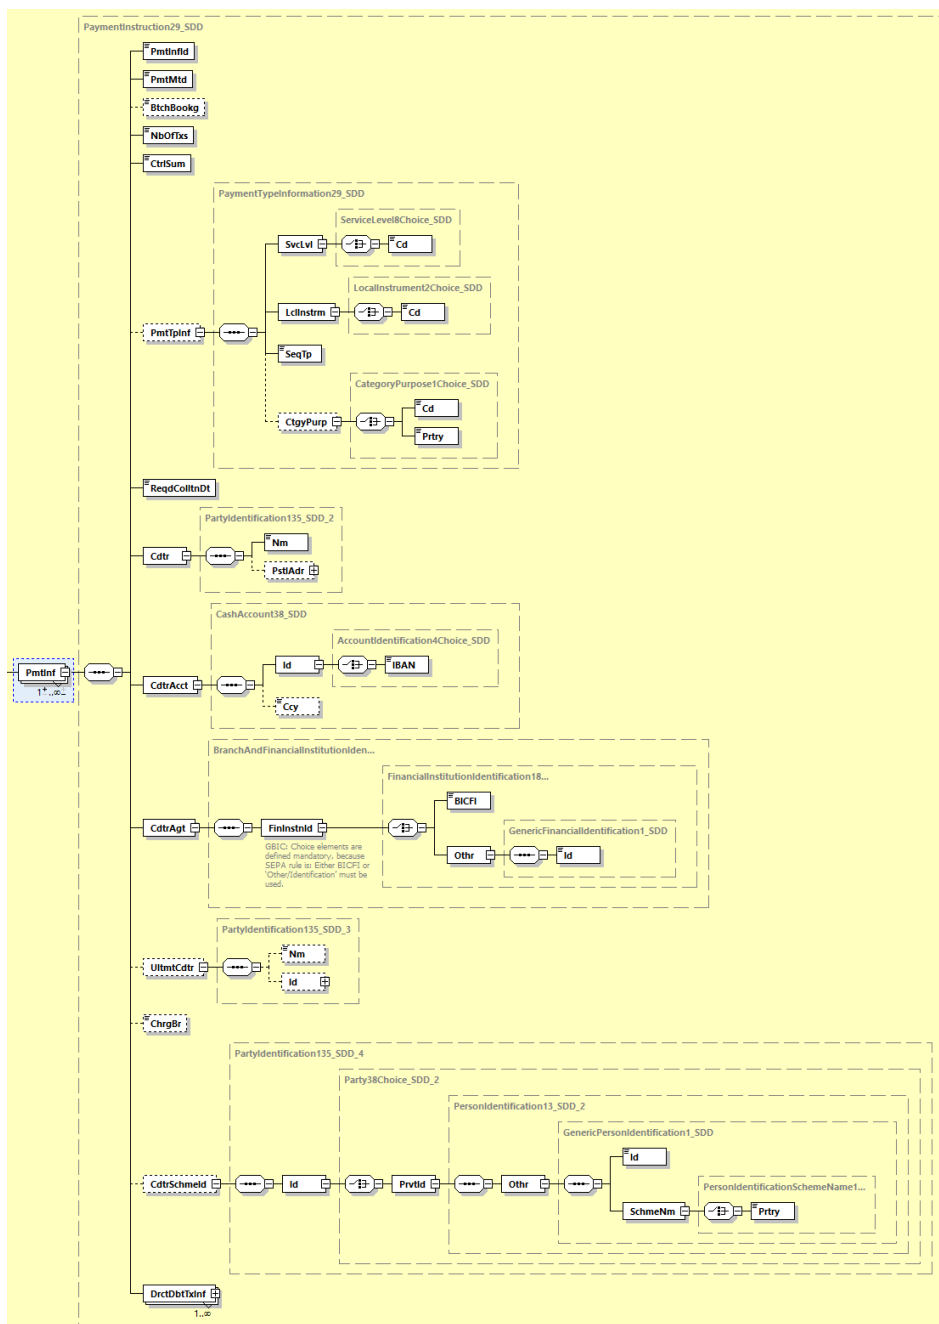 PaymentInstruction29_SDD
PmtInfId
PmtMtd
BtchBookg
NbOfTxs
CtrlSum
PaymentTypeInformation29_SDD
ServiceLevel8Choice_SDD
SvcLvl
Cd
LocalInstrument2Choice_SDD
LclInstrm
Cd
PmtTpInf
SeqTp
CategoryPurpose1Choice_SDD
Cd
CtgyPurp
Prtry
ReqdColltnDt
PartyIdentification135_SDD_2
Nm
Cdtr
PstlAdr
CashAccount38_SDD
AccountIdentification4Choice_SDD
Id
IBAN
PmtInf
1..∞
CdtrAcct
Ccy
BranchAndFinancialInstitutionIden...
FinancialInstitutionIdentification18...
BICFI
CdtrAgt
FinInstnId
GenericFinancialIdentification1_SDD
GBIC: Choice elements are
defined mandatory, because
SEPA rule is: Either BICFI or
'Other/Identification' must be
used.
Othr
Id
PartyIdentification135_SDD_3
Nm
UltmtCdtr
Id
ChrgBr
PartyIdentification135_SDD_4
Party38Choice_SDD_2
PersonIdentification13_SDD_2
GenericPersonIdentification1_SDD
Id
CdtrSchmeId
Id
PrvtId
Othr
PersonIdentificationSchemeName1...
SchmeNm
Prtry
DrctDbtTxInf
1..∞